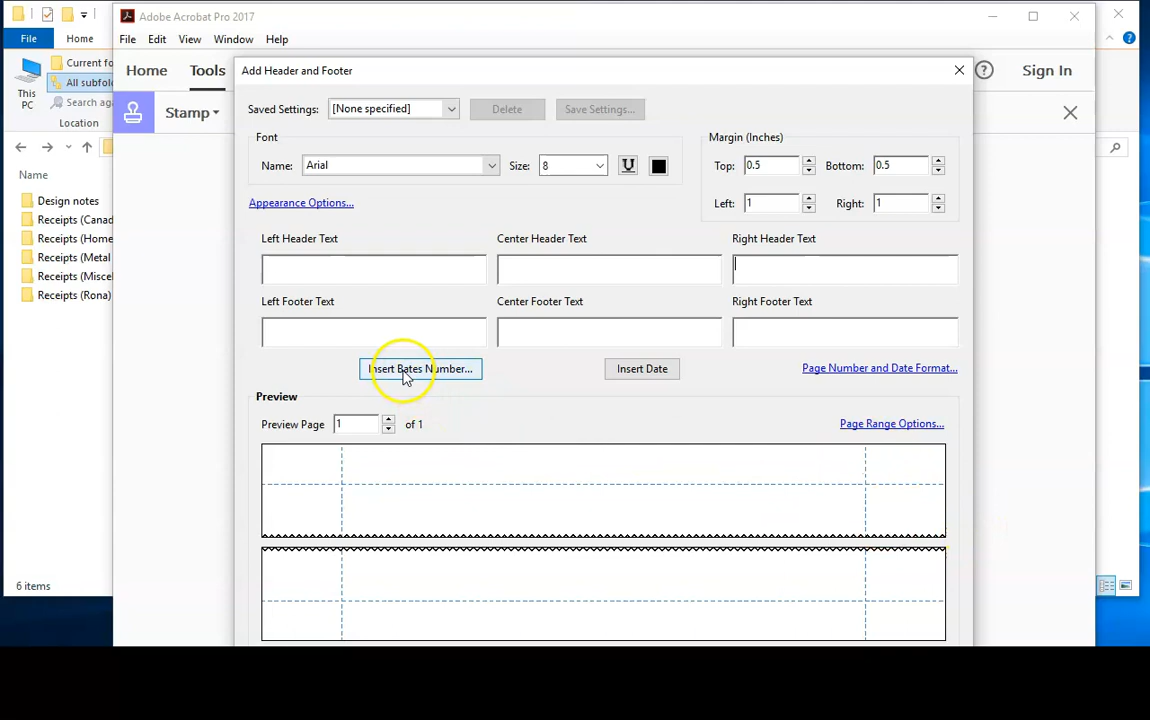 Adobe Acrobat Pro 2017
File
Home
File Edit View Window Help
This PC
Current fo
All subfol
Search aga
Location
Home
Tools
Sign In
Stamp
Name
Design notes
Receipts (Canad
Receipts (Home
Receipts (Metal
Receipts (Miscel
Receipts (Rona)
6 items
Add Header and Footer
Saved Settings: [None specified] Delete Save Settings...
Font
Name: Arial Size: 8 U
Margin (Inches)
Top: 0.5 Bottom: 0.5
Left: 1 Right: 1
Appearance Options...
Left Header Text Center Header Text Right Header Text
Left Footer Text Center Footer Text Right Footer Text
Insert Bates Number... Insert Date Page Number and Date Format...
Preview
Preview Page 1 of 1 Page Range Options...